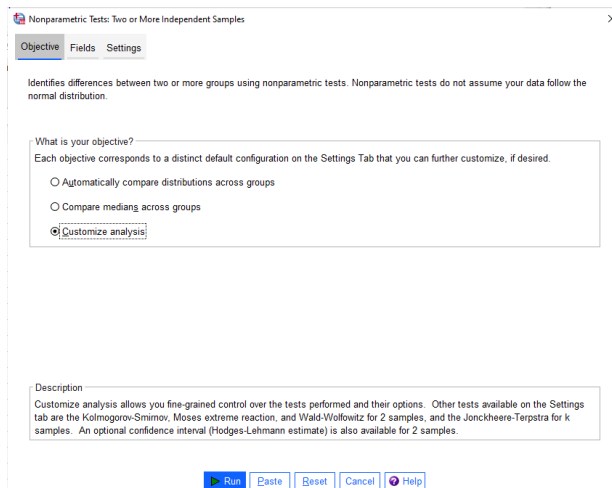 Nonparametric Tests: Two or More Independent Samples
Objective Fields Settings
Identifies differences between two or more groups using nonparametric tests. Nonparametric tests do not assume your data follow the
normal distribution.
What is your objective?
Each objective corresponds to a distinct default configuration on the Settings Tab that you can further customize, if desired.
Automatically compare distributions across groups
Compare medians across groups
Customize analysis
Description
Customize analysis allows you fine-grained control over the tests performed and their options. Other tests available on the Settings
tab are the Kolmogorov-Smirnov, Moses extreme reaction, and Wald-Wolfowitz for 2 samples, and the Jonckheere-Terpstra for k
samples. An optional confidence interval (Hodges-Lehmann estimate) is also available for 2 samples.
Run Paste Reset Cancel Help